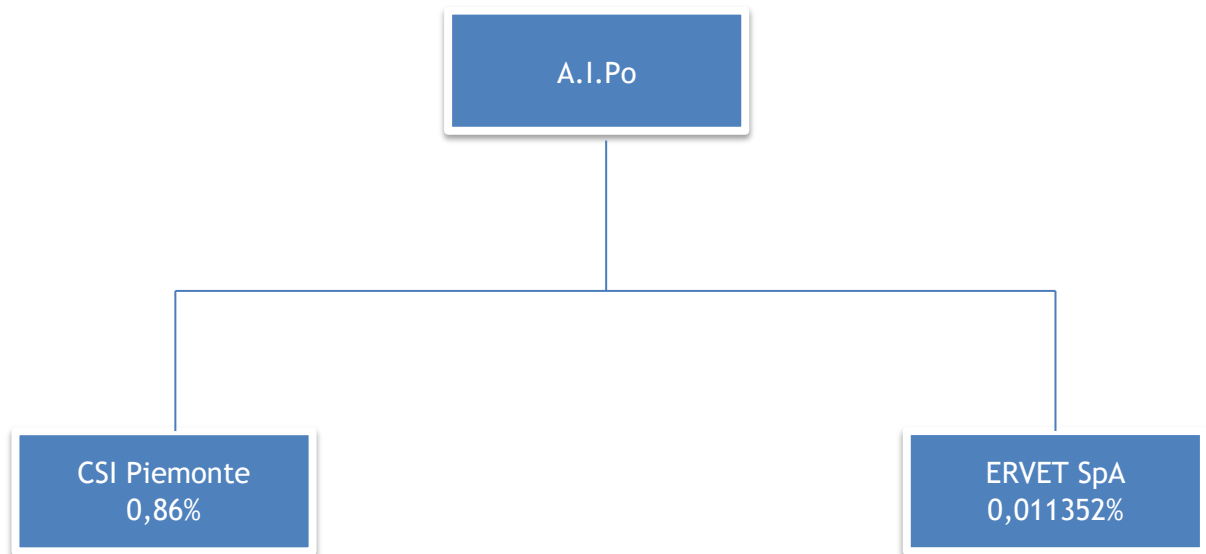 A.I.Po
CSI Piemonte
0,86%
ERVET SpA
0,011352%